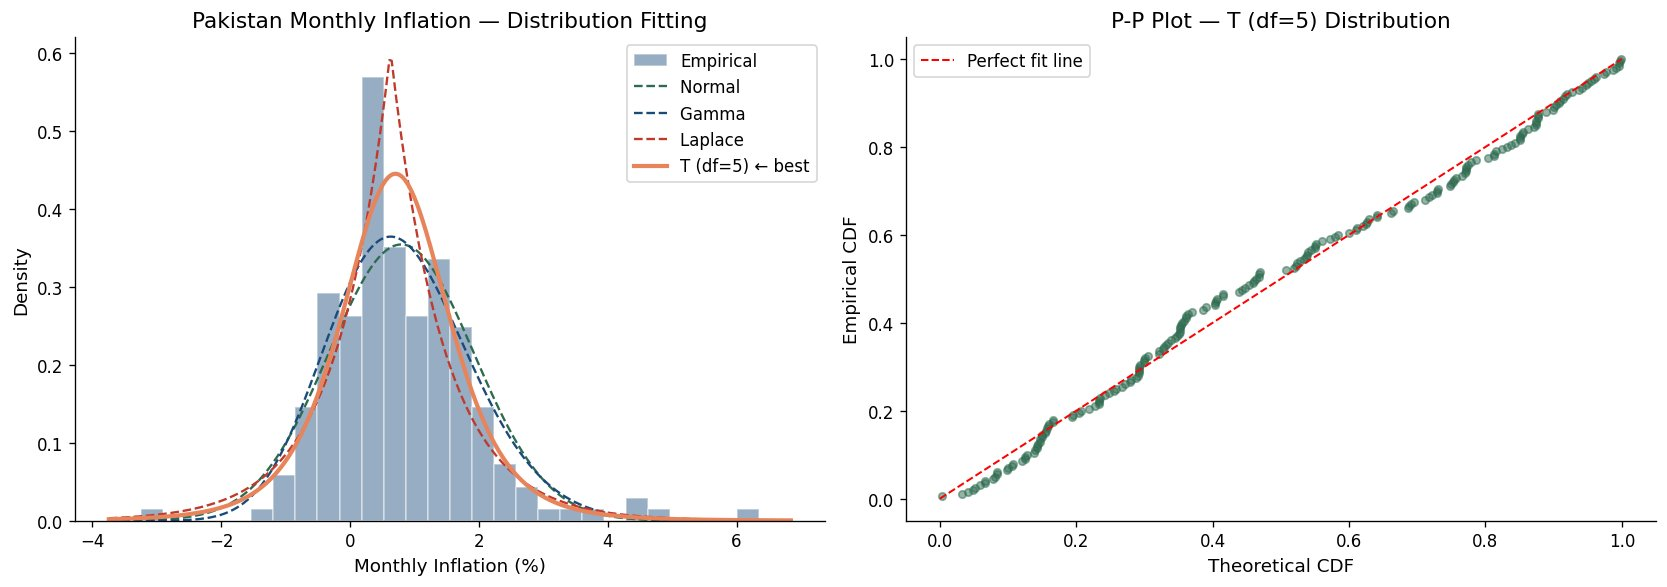 Pakistan Monthly Inflation — Distribution Fitting
0.6
0.5
0.4
0.3
0.2
0.1
0.0
Density
Empirical
Normal
Gamma
Laplace
T (df=5) ← best
−4
−2
0
2
4
6
Monthly Inflation (%)
P-P Plot — T (df=5) Distribution
1.0
0.8
0.6
0.4
0.2
0.0
Empirical CDF
Perfect fit line
0.0
0.2
0.4
0.6
0.8
1.0
Theoretical CDF